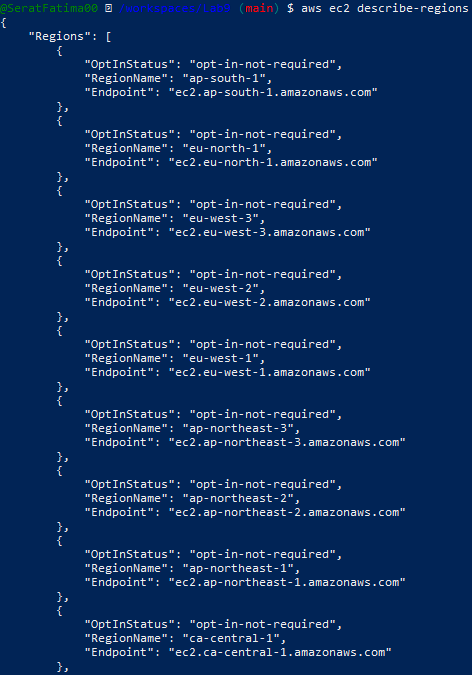 @SeratFatima00 /workspaces/Lab9 (main) $ aws ec2 describe-regions
{
    "Regions": [
        {
            "OptInStatus": "opt-in-not-required",
            "RegionName": "ap-south-1",
            "Endpoint": "ec2.ap-south-1.amazonaws.com"
        },
        {
            "OptInStatus": "opt-in-not-required",
            "RegionName": "eu-north-1",
            "Endpoint": "ec2.eu-north-1.amazonaws.com"
        },
        {
            "OptInStatus": "opt-in-not-required",
            "RegionName": "eu-west-3",
            "Endpoint": "ec2.eu-west-3.amazonaws.com"
        },
        {
            "OptInStatus": "opt-in-not-required",
            "RegionName": "eu-west-2",
            "Endpoint": "ec2.eu-west-2.amazonaws.com"
        },
        {
            "OptInStatus": "opt-in-not-required",
            "RegionName": "eu-west-1",
            "Endpoint": "ec2.eu-west-1.amazonaws.com"
        },
        {
            "OptInStatus": "opt-in-not-required",
            "RegionName": "ap-northeast-3",
            "Endpoint": "ec2.ap-northeast-3.amazonaws.com"
        },
        {
            "OptInStatus": "opt-in-not-required",
            "RegionName": "ap-northeast-2",
            "Endpoint": "ec2.ap-northeast-2.amazonaws.com"
        },
        {
            "OptInStatus": "opt-in-not-required",
            "RegionName": "ap-northeast-1",
            "Endpoint": "ec2.ap-northeast-1.amazonaws.com"
        },
        {
            "OptInStatus": "opt-in-not-required",
            "RegionName": "ca-central-1",
            "Endpoint": "ec2.ca-central-1.amazonaws.com"
        },